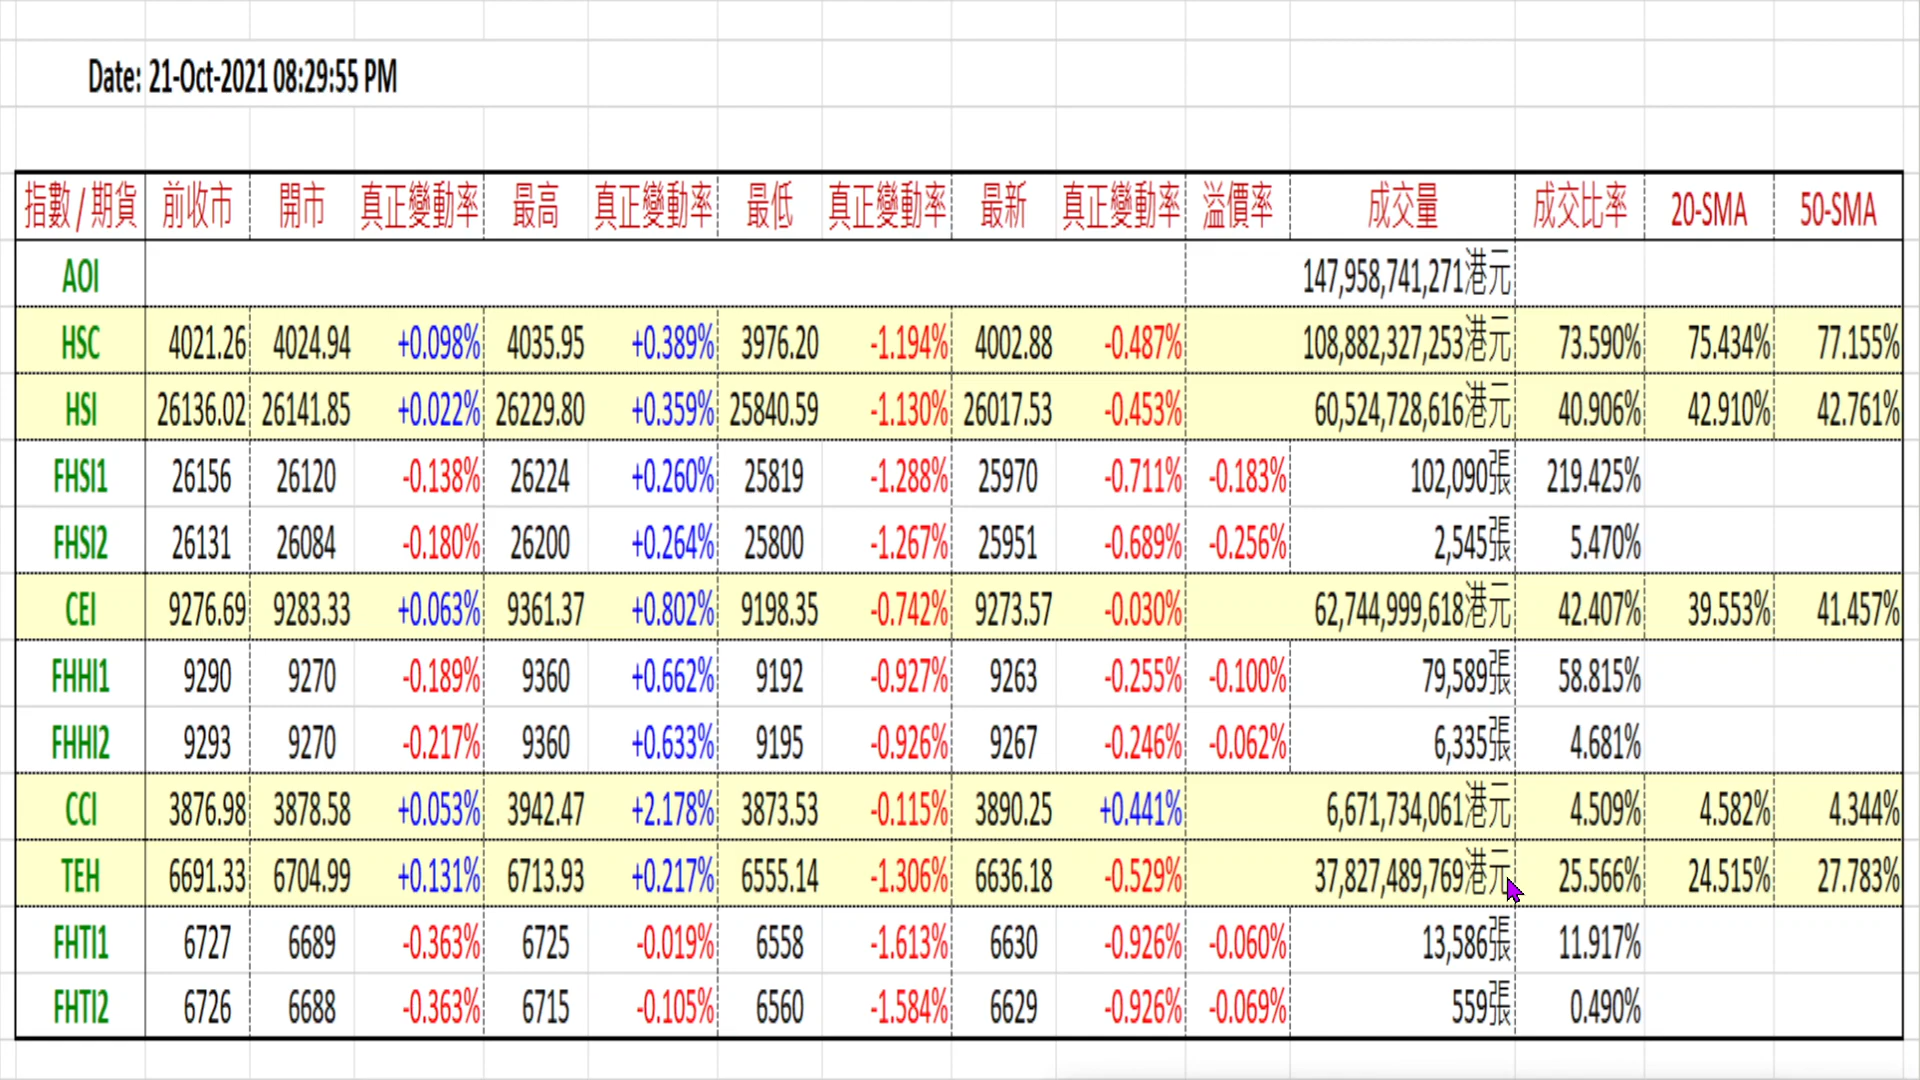 Date: 21-Oct-2021 08:29:55 PM
指數 / 期貨 前收市 開市 真正變動率 最高 真正變動率 最低 真正變動率 最新 真正變動率 溢價率 成交量 成交比率 20-SMA 50-SMA
AOI 147,958,741,271港元
HSC 4021.26 4024.94 +0.098% 4035.95 +0.389% 3976.20 -1.194% 4002.88 -0.487% 108,882,327,253港元 73.590% 75.434% 77.155%
HSI 26136.02 26141.85 +0.022% 26229.80 +0.359% 25840.59 -1.130% 26017.53 -0.453% 60,524,728,616港元 40.906% 42.910% 42.761%
FHSI1 26156 26120 -0.138% 26224 +0.260% 25819 -1.288% 25970 -0.711% -0.183% 102,090張 219.425%
FHSI2 26131 26084 -0.180% 26200 +0.264% 25800 -1.267% 25951 -0.689% -0.256% 2,545張 5.470%
CEI 9276.69 9283.33 +0.063% 9361.37 +0.802% 9198.35 -0.742% 9273.57 -0.030% 62,744,999,618港元 42.407% 39.553% 41.457%
FHHI1 9290 9270 -0.189% 9360 +0.662% 9192 -0.927% 9263 -0.255% -0.100% 79,589張 58.815%
FHHI2 9293 9270 -0.217% 9360 +0.633% 9195 -0.926% 9267 -0.246% -0.062% 6,335張 4.681%
CCI 3876.98 3878.58 +0.053% 3942.47 +2.178% 3873.53 -0.115% 3890.25 +0.441% 6,671,734,061港元 4.509% 4.582% 4.344%
TEH 6691.33 6704.99 +0.131% 6713.93 +0.217% 6555.14 -1.306% 6636.18 -0.529% 37,827,489,769港元 25.566% 24.515% 27.783%
FHTI1 6727 6689 -0.363% 6725 -0.019% 6558 -1.613% 6630 -0.926% -0.060% 13,586張 11.917%
FHTI2 6726 6688 -0.363% 6715 -0.105% 6560 -1.584% 6629 -0.926% -0.069% 559張 0.490%